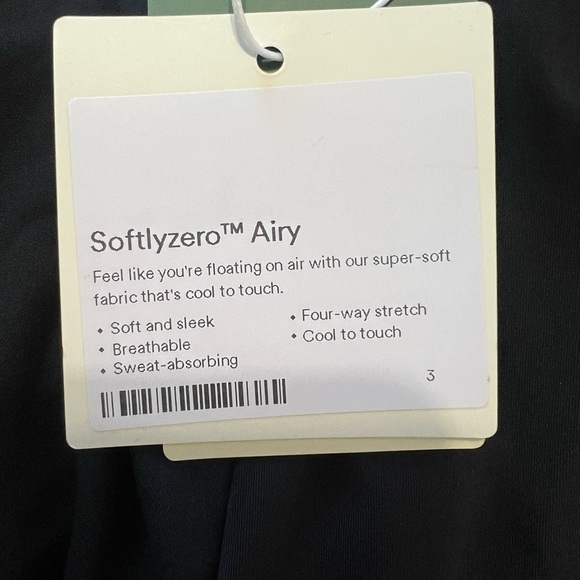 Softlyzero™ Airy
Feel like you're floating on air with our super-soft
fabric that's cool to touch.
• Soft and sleek
• Breathable
• Sweat-absorbing
• Four-way stretch
• Cool to touch
3